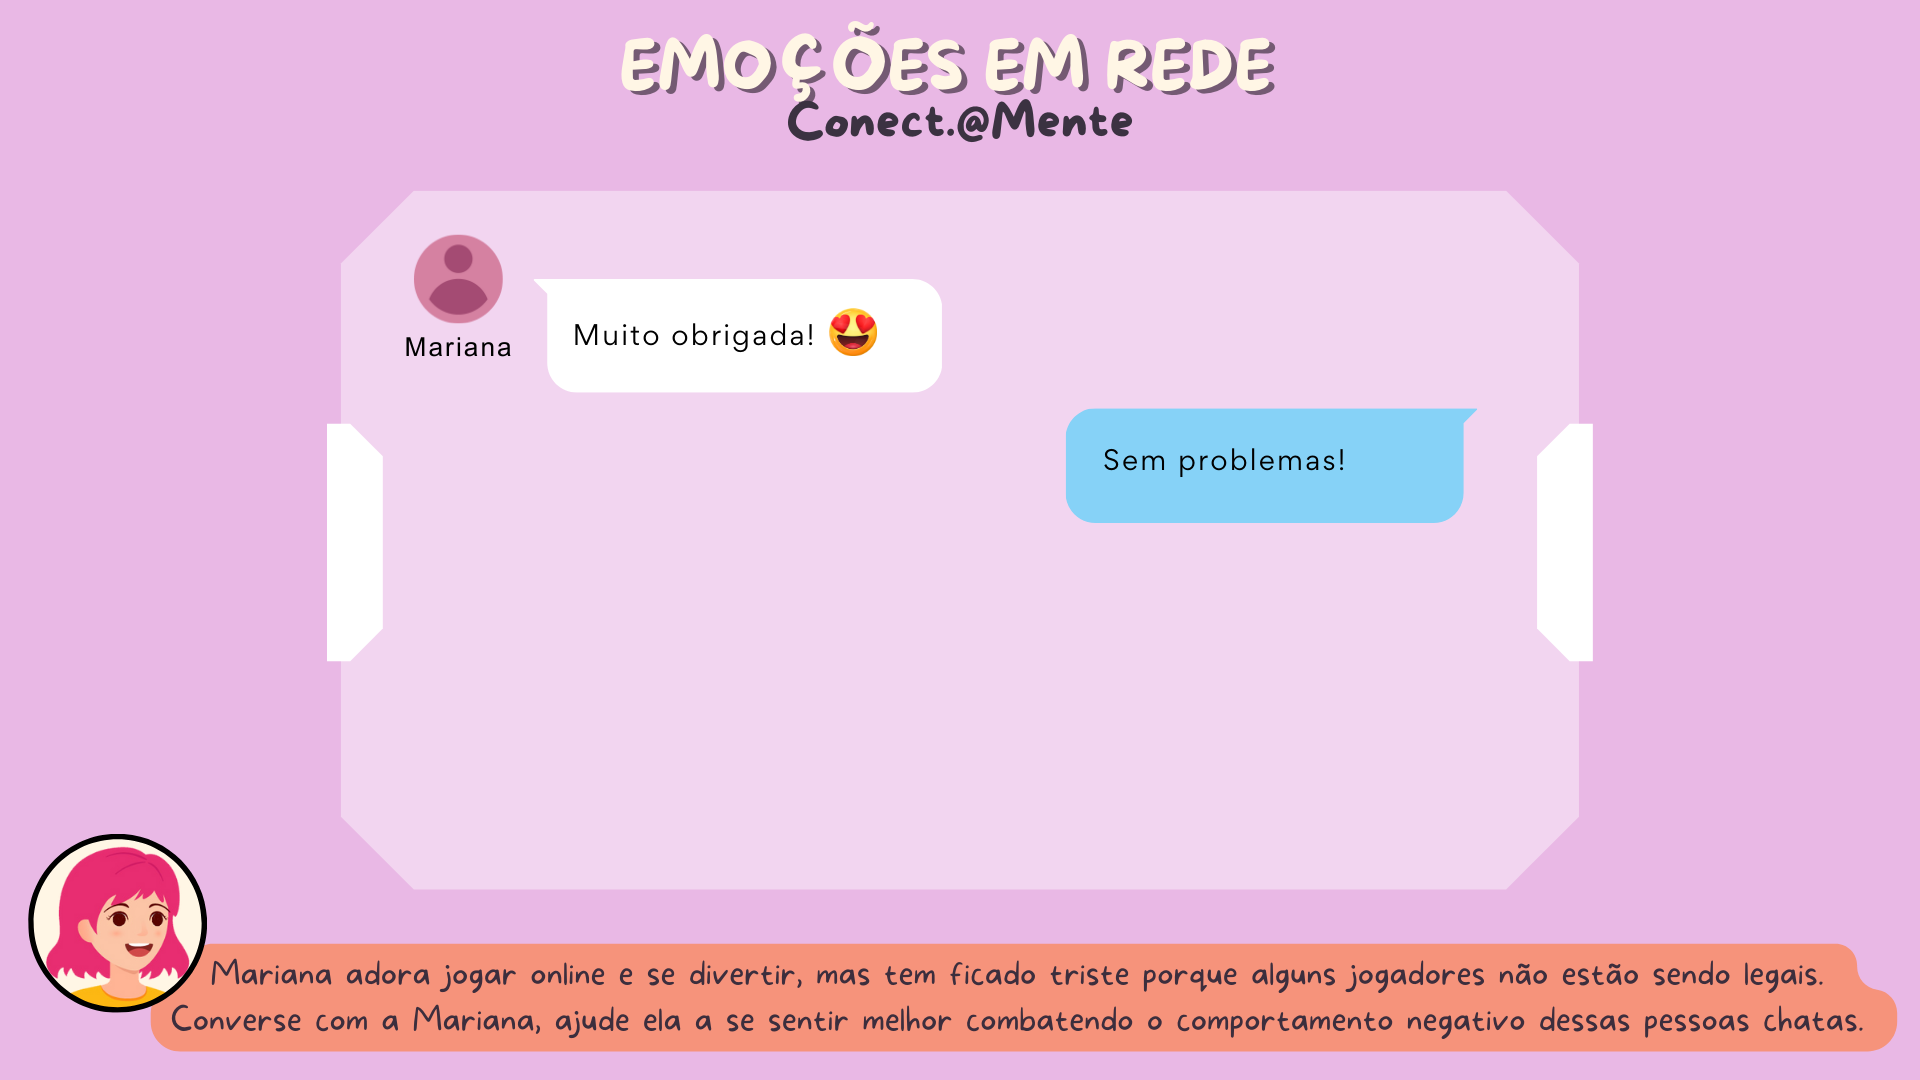 EMOÇÕES EM REDE
Conect.@Mente
Muito obrigada! 😍
Mariana
Sem problemas!
Mariana adora jogar online e se divertir, mas tem ficado triste porque alguns jogadores não estão sendo legais.
Converse com a Mariana, ajude ela a se sentir melhor combatendo o comportamento negativo dessas pessoas chatas.